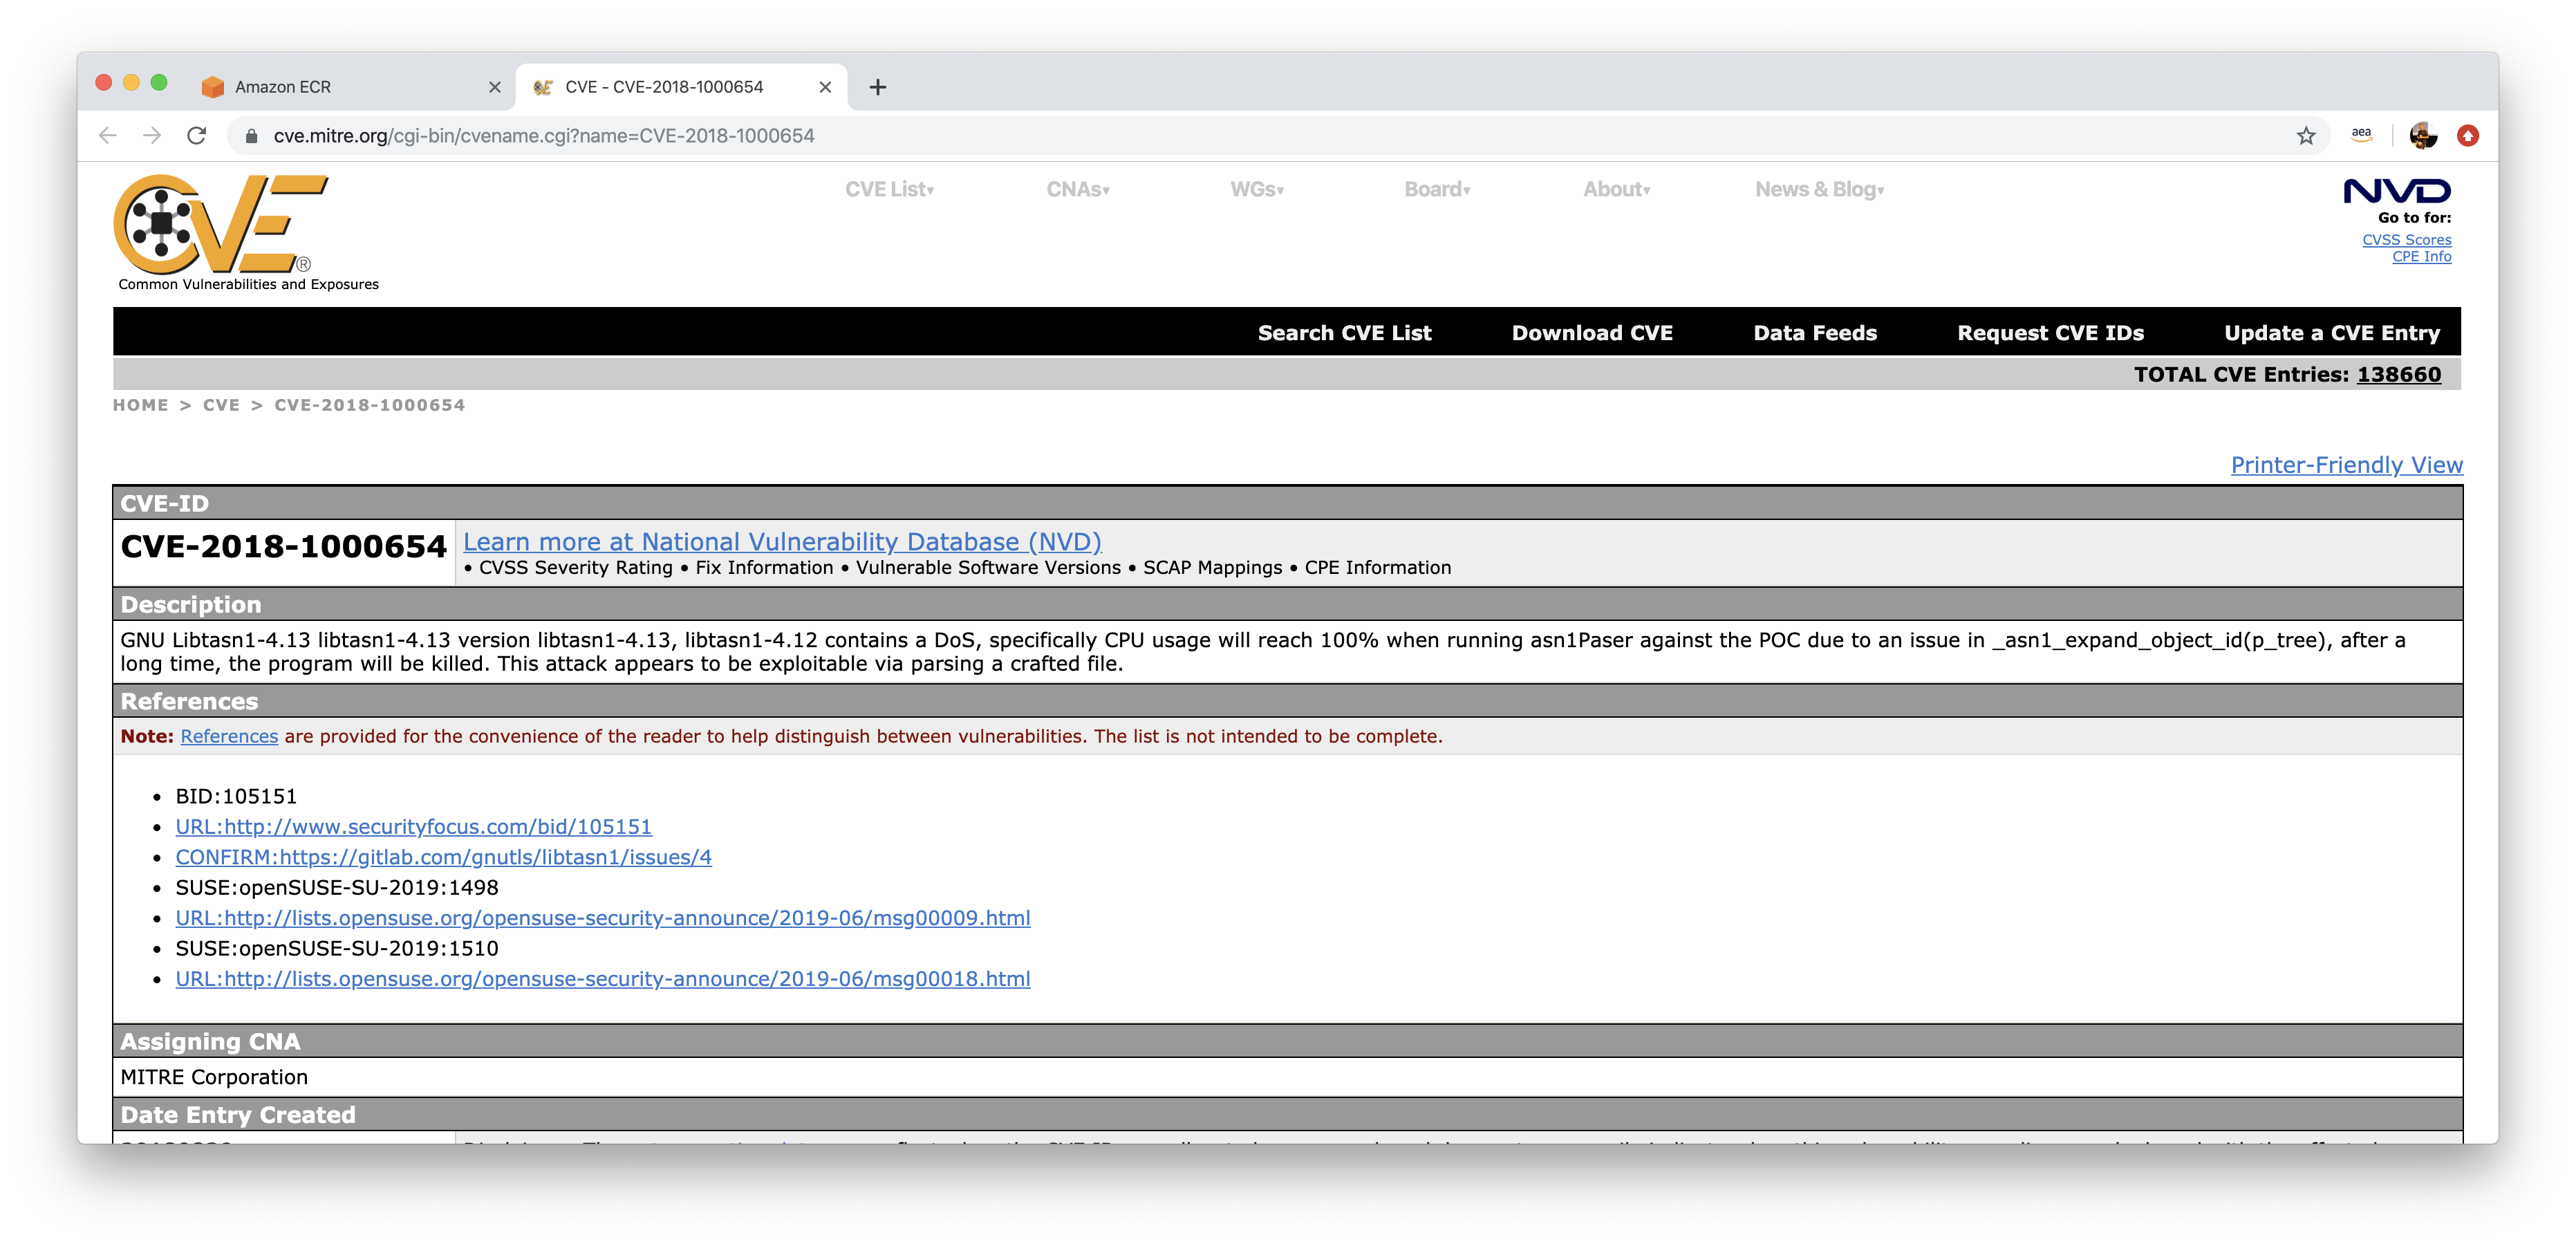 Amazon ECR
CVE - CVE-2018-1000654
cve.mitre.org/cgi-bin/cvename.cgi?name=CVE-2018-1000654
aea
CVE®
Common Vulnerabilities and Exposures
CVE List▾ CNAs▾ WGs▾ Board▾ About▾ News & Blog▾
NVD
Go to for:
CVSS Scores
CPE Info
Search CVE List Download CVE Data Feeds Request CVE IDs Update a CVE Entry
TOTAL CVE Entries: 138660
HOME > CVE > CVE-2018-1000654
Printer-Friendly View
CVE-ID
CVE-2018-1000654
Learn more at National Vulnerability Database (NVD)
• CVSS Severity Rating • Fix Information • Vulnerable Software Versions • SCAP Mappings • CPE Information
Description
GNU Libtasn1-4.13 libtasn1-4.13 version libtasn1-4.13, libtasn1-4.12 contains a DoS, specifically CPU usage will reach 100% when running asn1Paser against the POC due to an issue in _asn1_expand_object_id(p_tree), after a
long time, the program will be killed. This attack appears to be exploitable via parsing a crafted file.
References
Note: References are provided for the convenience of the reader to help distinguish between vulnerabilities. The list is not intended to be complete.
• BID:105151
• URL:http://www.securityfocus.com/bid/105151
• CONFIRM:https://gitlab.com/gnutls/libtasn1/issues/4
• SUSE:openSUSE-SU-2019:1498
• URL:http://lists.opensuse.org/opensuse-security-announce/2019-06/msg00009.html
• SUSE:openSUSE-SU-2019:1510
• URL:http://lists.opensuse.org/opensuse-security-announce/2019-06/msg00018.html
Assigning CNA
MITRE Corporation
Date Entry Created